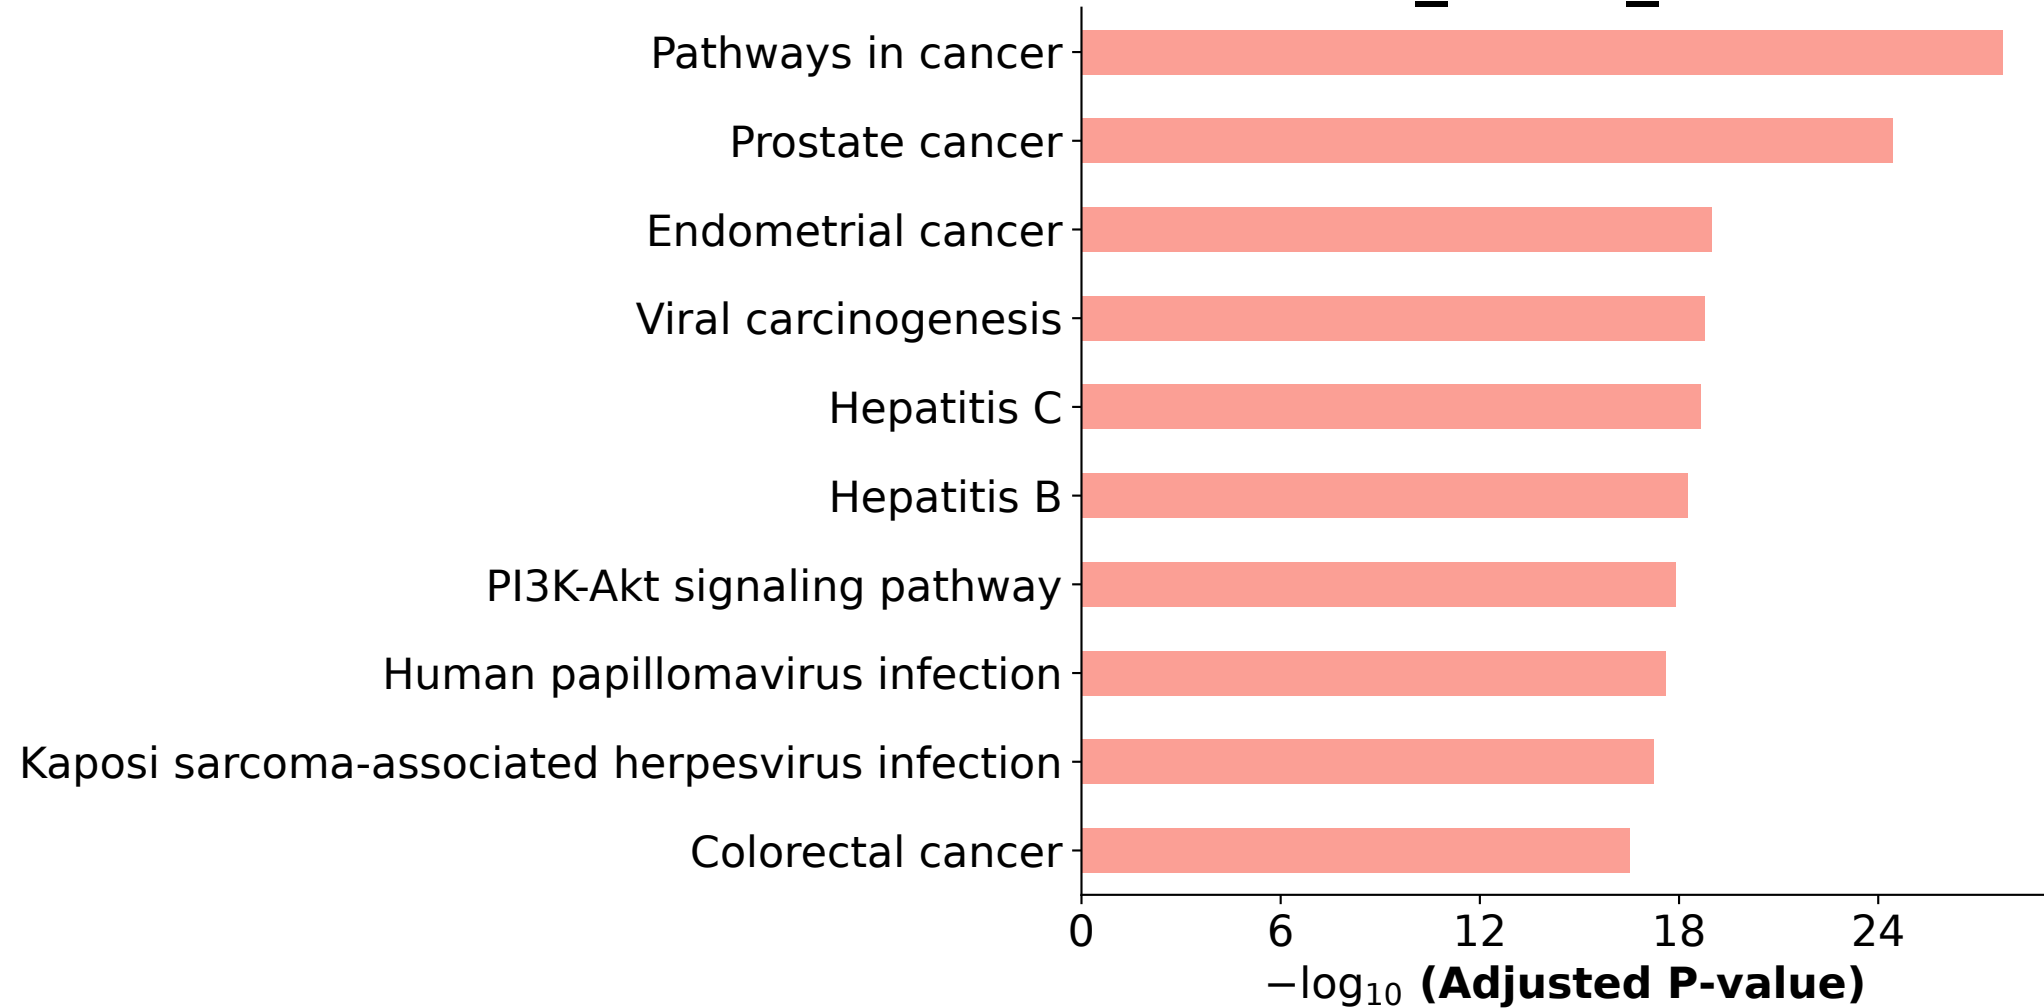 Pathways in cancer
Prostate cancer
Endometrial cancer
Viral carcinogenesis
Hepatitis C
Hepatitis B
PI3K-Akt signaling pathway
Human papillomavirus infection
Kaposi sarcoma-associated herpesvirus infection
Colorectal cancer
0 6 12 18 24
−log₁₀ (Adjusted P-value)